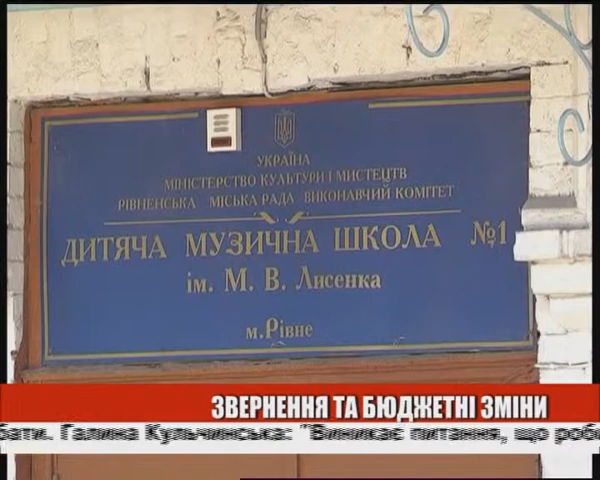 УКРАЇНА
МІНІСТЕРСТВО КУЛЬТУРИ І МИСТЕЦТВ
РІВНЕНСЬКА МІСЬКА РАДА ВИКОНАВЧИЙ КОМІТЕТ
ДИТЯЧА МУЗИЧНА ШКОЛА №1
ім. М. В. Лисенка
м.Рівне
ЗВЕРНЕННЯ ТА БЮДЖЕТНІ ЗМІНИ
Галина Кульчинська: "Виникає питання, що